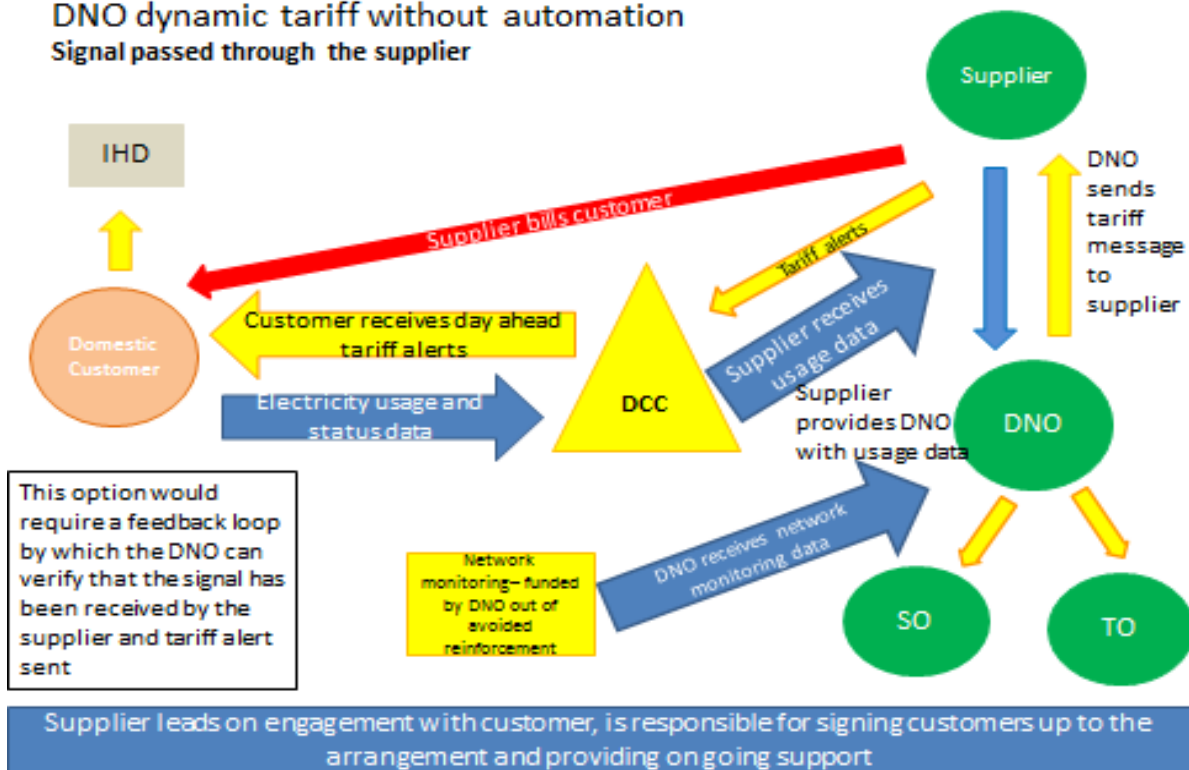 DNO dynamic tariff without automation
Signal passed through the supplier
Supplier
IHD
DNO
sends
tariff
message
to
supplier
Supplier bills customer
Tariff alerts
Customer receives day ahead
tariff alerts
Domestic
Customer
Supplier receives
usage data
DCC
Electricity usage and
status data
Supplier
provides DNO
with usage data
DNO
This option would
require a feedback loop
by which the DNO can
verify that the signal has
been received by the
supplier and tariff alert
sent
Network
monitoring– funded
by DNO out of
avoided
reinforcement
DNO receives network
monitoring data
SO
TO
Supplier leads on engagement with customer, is responsible for signing customers up to the
arrangement and providing on going support